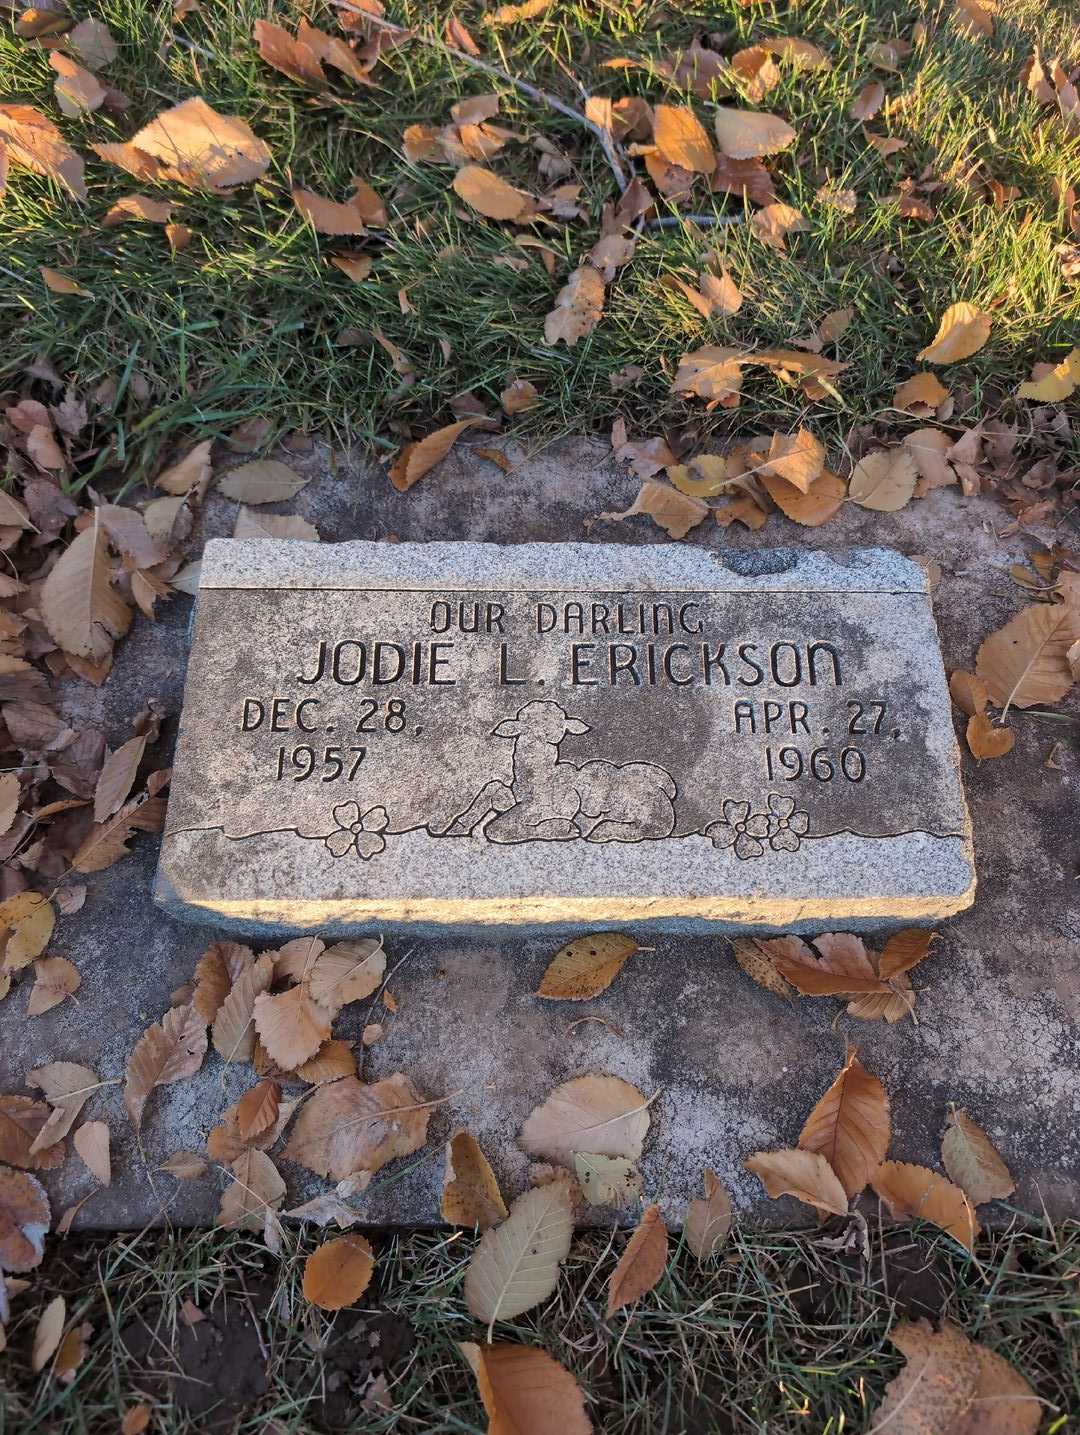 OUR DARLING
JODIE L. ERICKSON
DEC. 28, APR. 27,
1957 1960